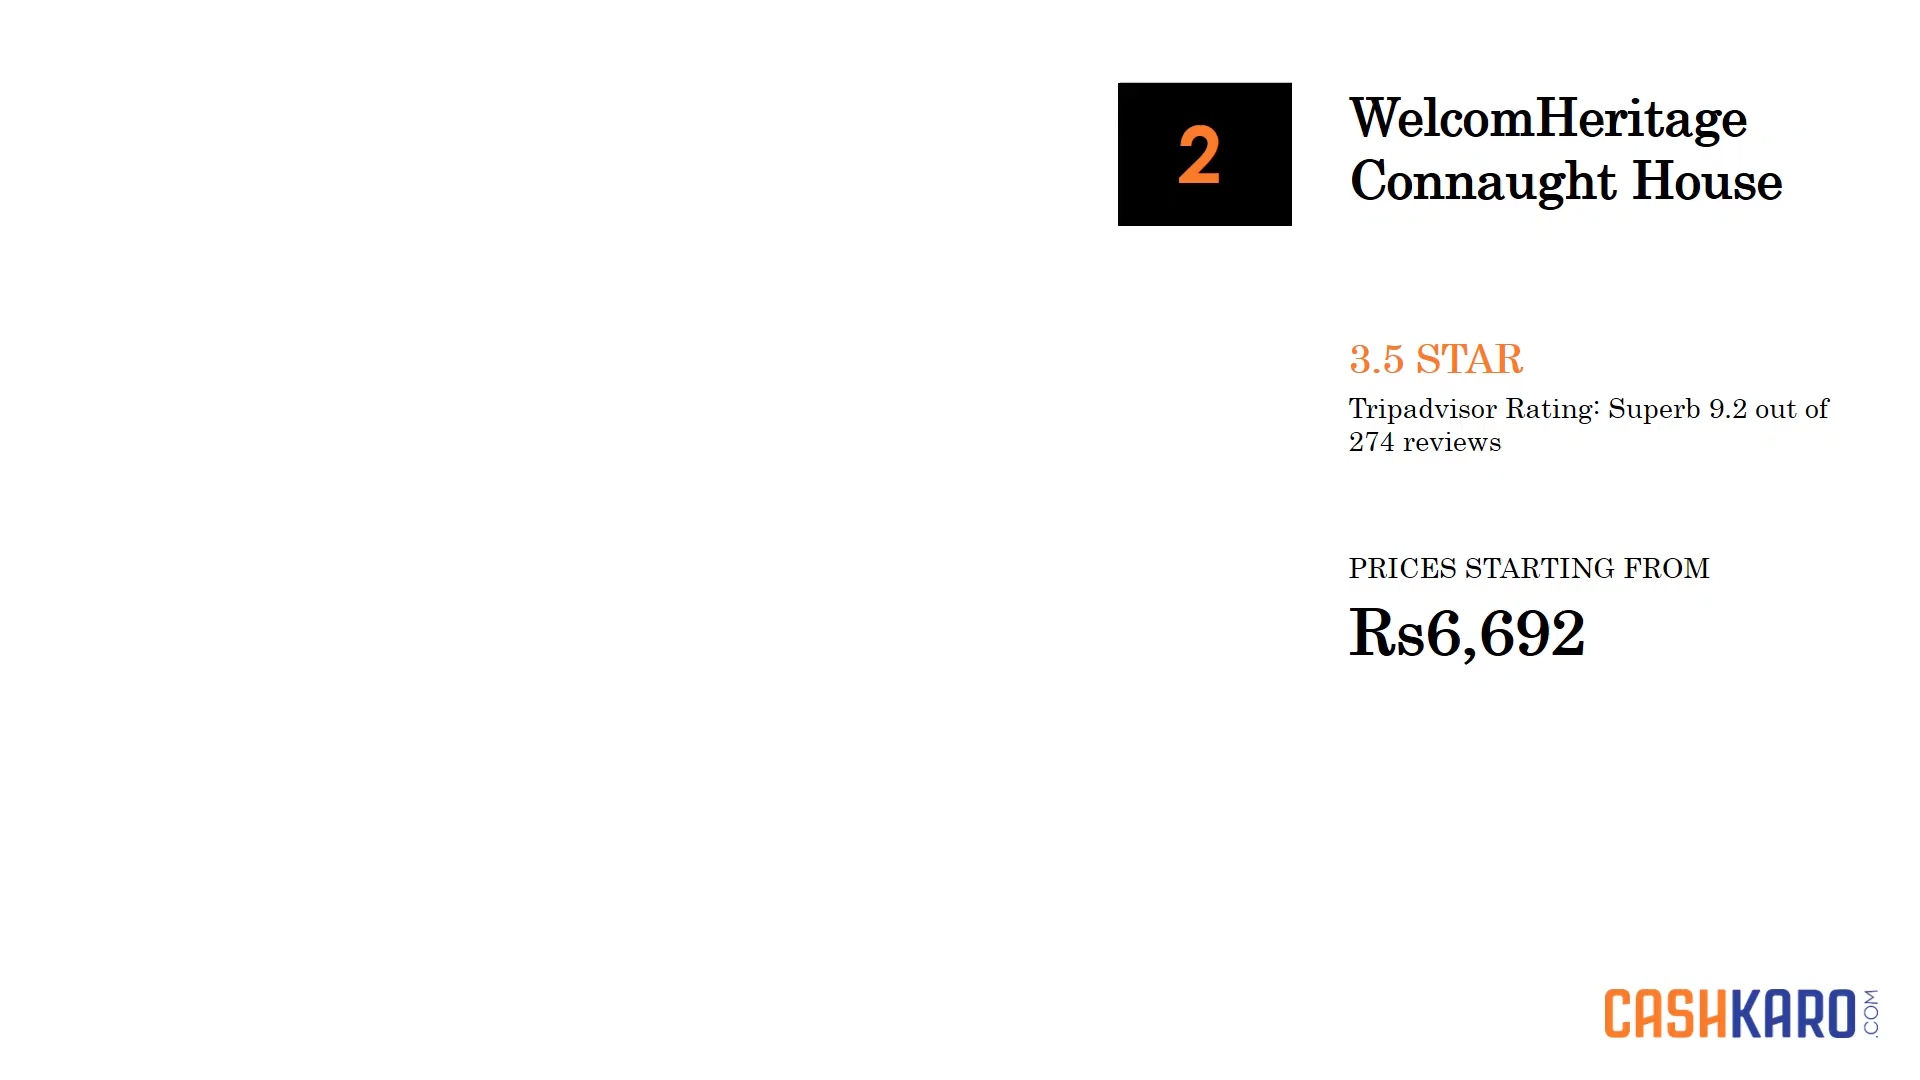 2
WelcomHeritage
Connaught House
3.5 STAR
Tripadvisor Rating: Superb 9.2 out of
274 reviews
PRICES STARTING FROM
Rs6,692
CASHKARO.COM